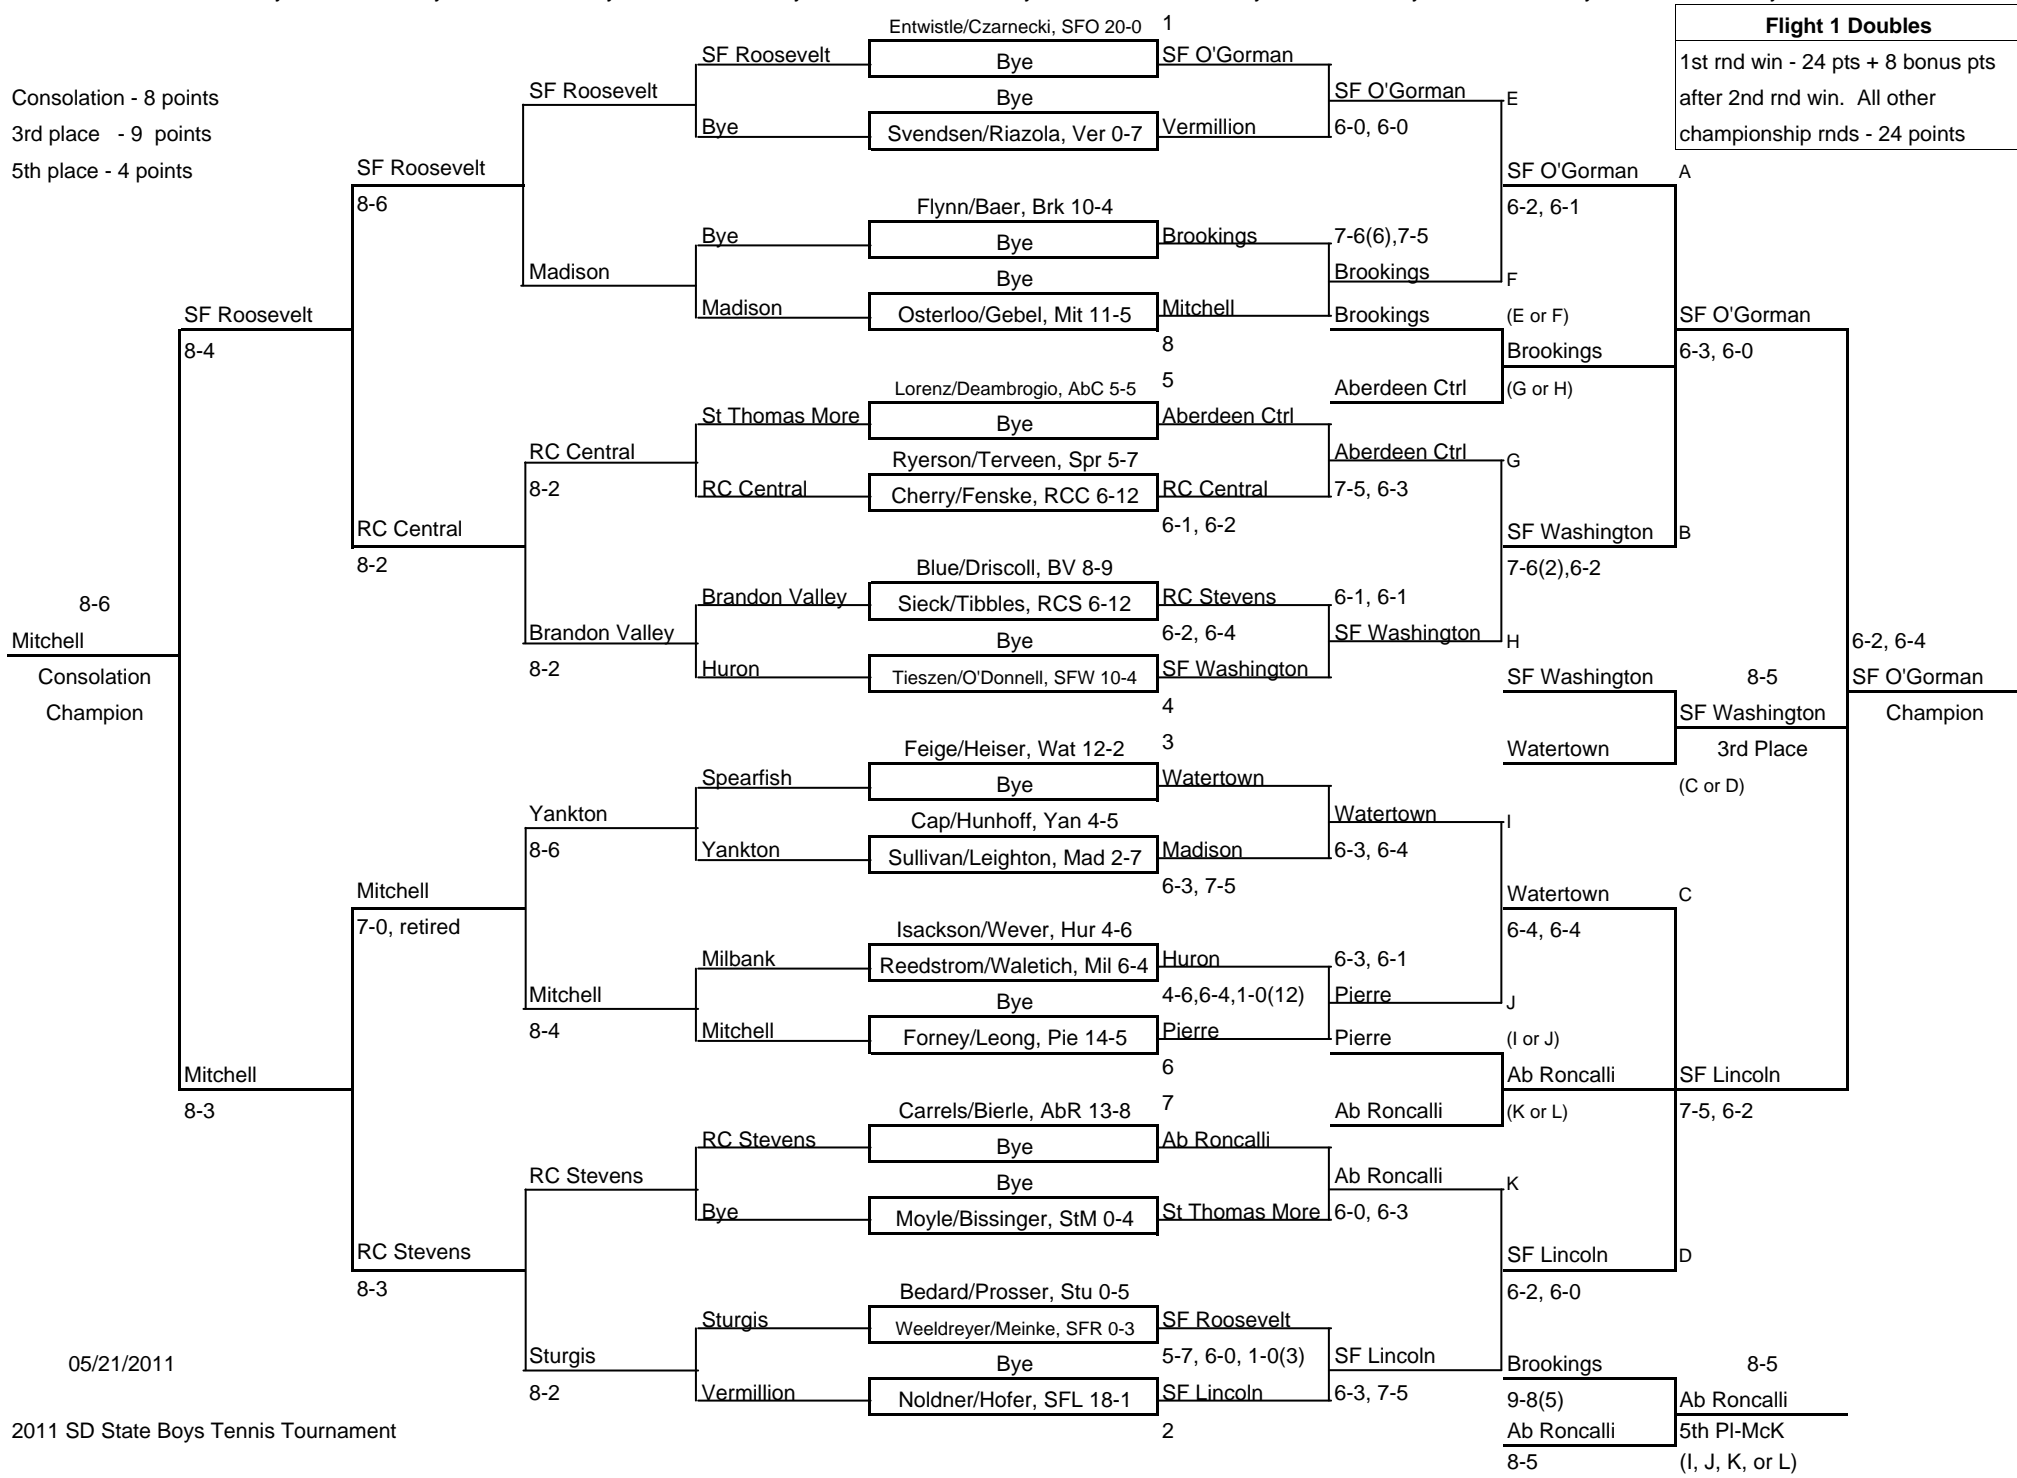 Flight 1 Doubles
1st rnd win - 24 pts + 8 bonus pts
after 2nd rnd win. All other
championship rnds - 24 points
Consolation - 8 points
3rd place - 9 points
5th place - 4 points
8-6
Mitchell
Consolation
Champion
05/21/2011
2011 SD State Boys Tennis Tournament
SF Roosevelt
8-4
Mitchell
8-3
SF Roosevelt
8-6
RC Central
8-2
Mitchell
7-0, retired
RC Stevens
8-3
SF Roosevelt
Madison
RC Central
8-2
Brandon Valley
8-2
Yankton
8-6
Mitchell
8-4
RC Stevens
Sturgis
8-2
SF Roosevelt
Bye
Bye
Madison
St Thomas More
RC Central
Brandon Valley
Huron
Spearfish
Yankton
Milbank
Mitchell
RC Stevens
Bye
Sturgis
Vermillion
Entwistle/Czarnecki, SFO 20-0
Bye
Bye
Svendsen/Riazola, Ver 0-7
Flynn/Baer, Brk 10-4
Bye
Bye
Osterloo/Gebel, Mit 11-5
Lorenz/Deambrogio, AbC 5-5
Bye
Ryerson/Terveen, Spr 5-7
Cherry/Fenske, RCC 6-12
Blue/Driscoll, BV 8-9
Sieck/Tibbles, RCS 6-12
Bye
Tieszen/O'Donnell, SFW 10-4
Feige/Heiser, Wat 12-2
Bye
Cap/Hunhoff, Yan 4-5
Sullivan/Leighton, Mad 2-7
Isackson/Wever, Hur 4-6
Reedstrom/Waletich, Mil 6-4
Bye
Forney/Leong, Pie 14-5
Carrels/Bierle, AbR 13-8
Bye
Bye
Moyle/Bissinger, StM 0-4
Bedard/Prosser, Stu 0-5
Weeldreyer/Meinke, SFR 0-3
Bye
Noldner/Hofer, SFL 18-1
1
SF O'Gorman
Vermillion
Brookings
Mitchell
8
5
Aberdeen Ctrl
RC Central
6-1, 6-2
RC Stevens
6-2, 6-4
SF Washington
4
3
Watertown
Madison
6-3, 7-5
Huron
4-6,6-4,1-0(12)
Pierre
6
7
Ab Roncalli
St Thomas More
SF Roosevelt
5-7, 6-0, 1-0(3)
SF Lincoln
2
SF O'Gorman
6-0, 6-0
7-6(6),7-5
Brookings
Brookings
Aberdeen Ctrl
Aberdeen Ctrl
7-5, 6-3
6-1, 6-1
SF Washington
Watertown
6-3, 6-4
6-3, 6-1
Pierre
Pierre
Ab Roncalli
Ab Roncalli
6-0, 6-3
SF Lincoln
6-3, 7-5
E
SF O'Gorman
6-2, 6-1
F
(E or F)
Brookings
(G or H)
G
SF Washington
7-6(2),6-2
H
SF Washington
Watertown
I
Watertown
6-4, 6-4
J
(I or J)
Ab Roncalli
(K or L)
K
SF Lincoln
6-2, 6-0
Brookings
9-8(5)
Ab Roncalli
8-5
A
SF O'Gorman
6-3, 6-0
B
8-5
SF Washington
3rd Place
(C or D)
C
SF Lincoln
7-5, 6-2
D
8-5
Ab Roncalli
5th Pl-McK
(I, J, K, or L)
6-2, 6-4
SF O'Gorman
Champion